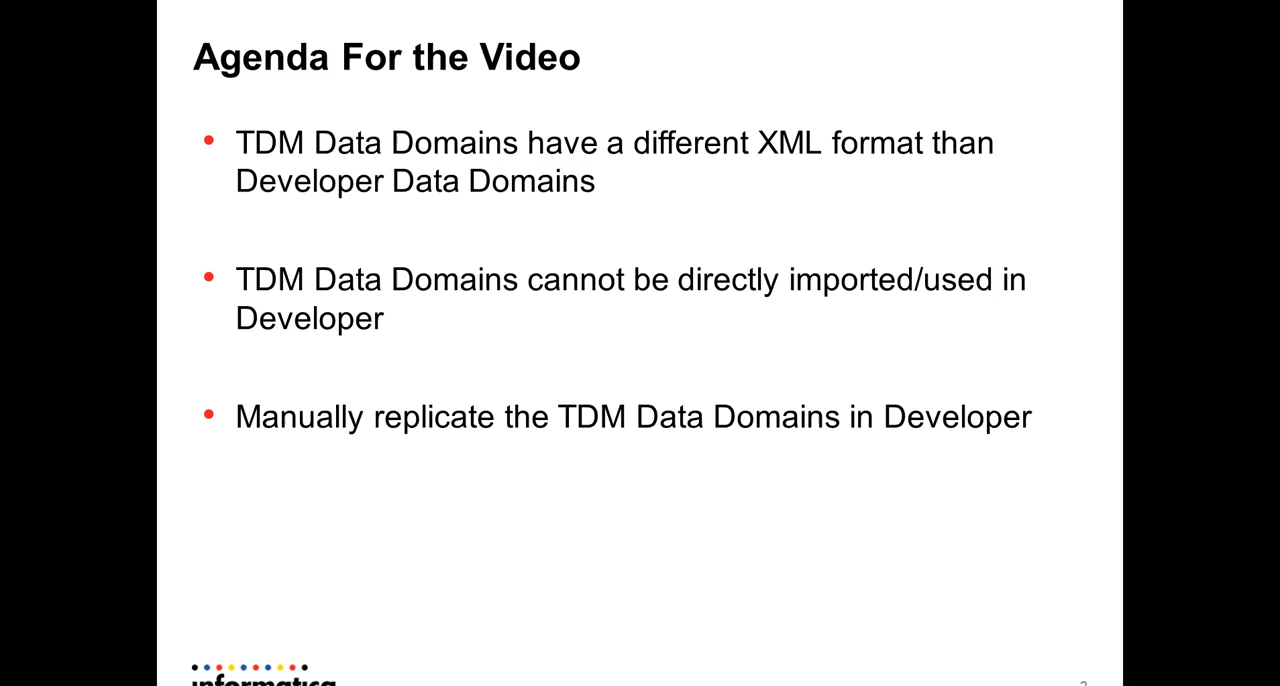 Agenda For the Video
• TDM Data Domains have a different XML format than
Developer Data Domains
• TDM Data Domains cannot be directly imported/used in
Developer
• Manually replicate the TDM Data Domains in Developer
informatica